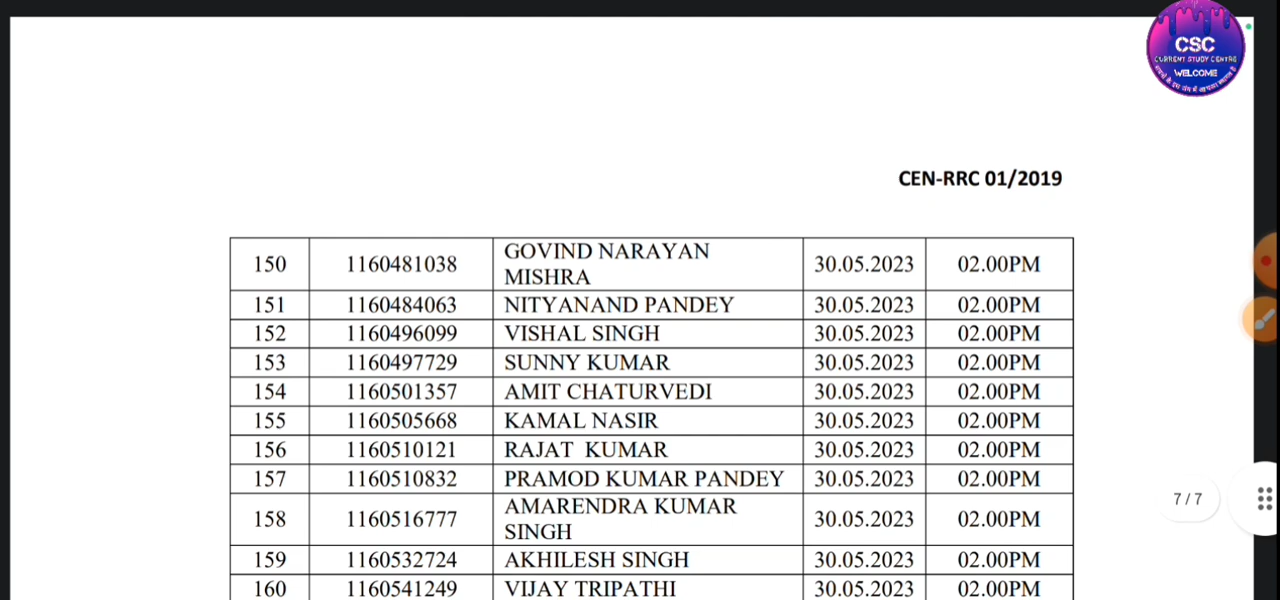 CSC
CURRENT STUDY CENTRE
WELCOME
CEN-RRC 01/2019
150 1160481038 GOVIND NARAYAN MISHRA 30.05.2023 02.00PM
151 1160484063 NITYANAND PANDEY 30.05.2023 02.00PM
152 1160496099 VISHAL SINGH 30.05.2023 02.00PM
153 1160497729 SUNNY KUMAR 30.05.2023 02.00PM
154 1160501357 AMIT CHATURVEDI 30.05.2023 02.00PM
155 1160505668 KAMAL NASIR 30.05.2023 02.00PM
156 1160510121 RAJAT KUMAR 30.05.2023 02.00PM
157 1160510832 PRAMOD KUMAR PANDEY 30.05.2023 02.00PM
158 1160516777 AMARENDRA KUMAR SINGH 30.05.2023 02.00PM
159 1160532724 AKHILESH SINGH 30.05.2023 02.00PM
160 1160541249 VIJAY TRIPATHI 30.05.2023 02.00PM
7 / 7